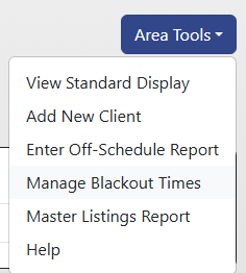 Area Tools
View Standard Display
Add New Client
Enter Off-Schedule Report
Manage Blackout Times
Master Listings Report
Help